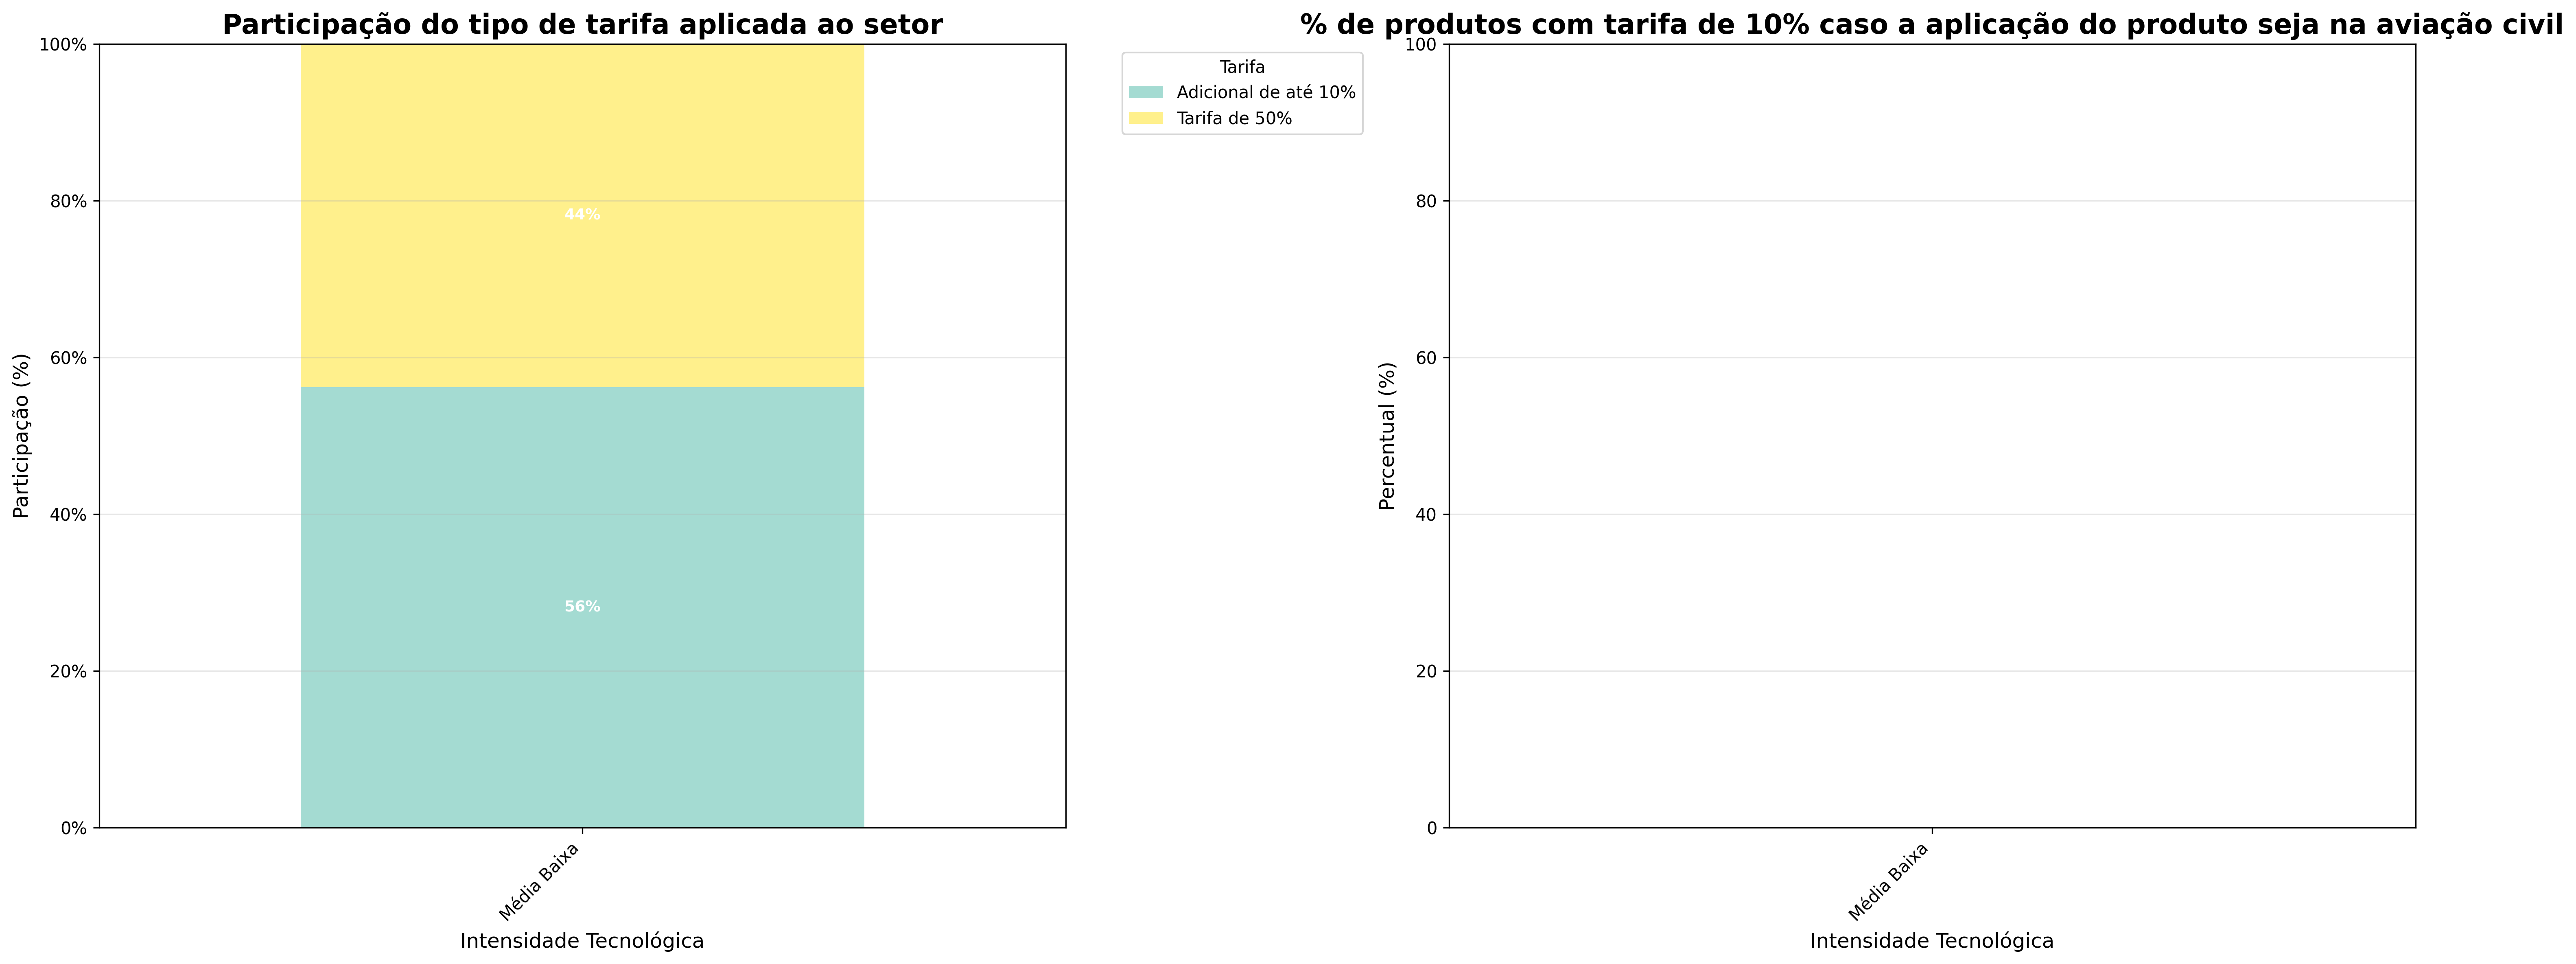 Participação do tipo de tarifa aplicada ao setor
100%
80%
60%
40%
20%
0%
Participação (%)
44%
56%
Média Baixa
Intensidade Tecnológica
Tarifa
Adicional de até 10%
Tarifa de 50%
% de produtos com tarifa de 10% caso a aplicação do produto seja na aviação civil
100
80
60
40
20
0
Percentual (%)
Média Baixa
Intensidade Tecnológica